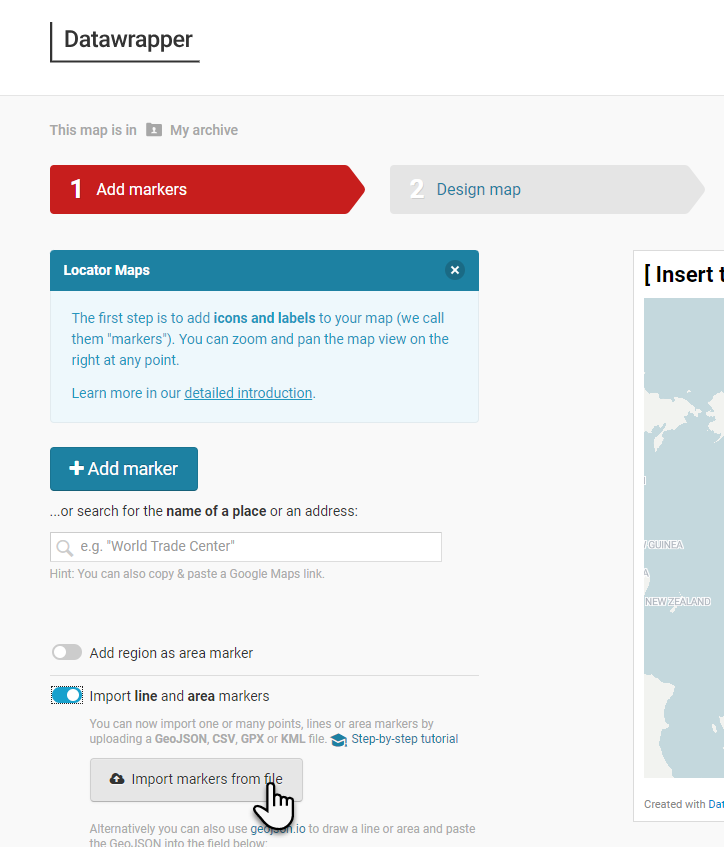 Datawrapper
This map is in My archive
1 Add markers
2 Design map
Locator Maps
The first step is to add icons and labels to your map (we call
them "markers"). You can zoom and pan the map view on the
right at any point.
Learn more in our detailed introduction.
+ Add marker
...or search for the name of a place or an address:
e.g. "World Trade Center"
Hint: You can also copy & paste a Google Maps link.
Add region as area marker
Import line and area markers
You can now import one or many points, lines or area markers by
uploading a GeoJSON, CSV, GPX or KML file. Step-by-step tutorial
Import markers from file
Alternatively you can also use geojson.io to draw a line or area and paste
the GeoJSON into the field below:
[ Insert t
GUINEA
NEW ZEALAND
Created with Dat